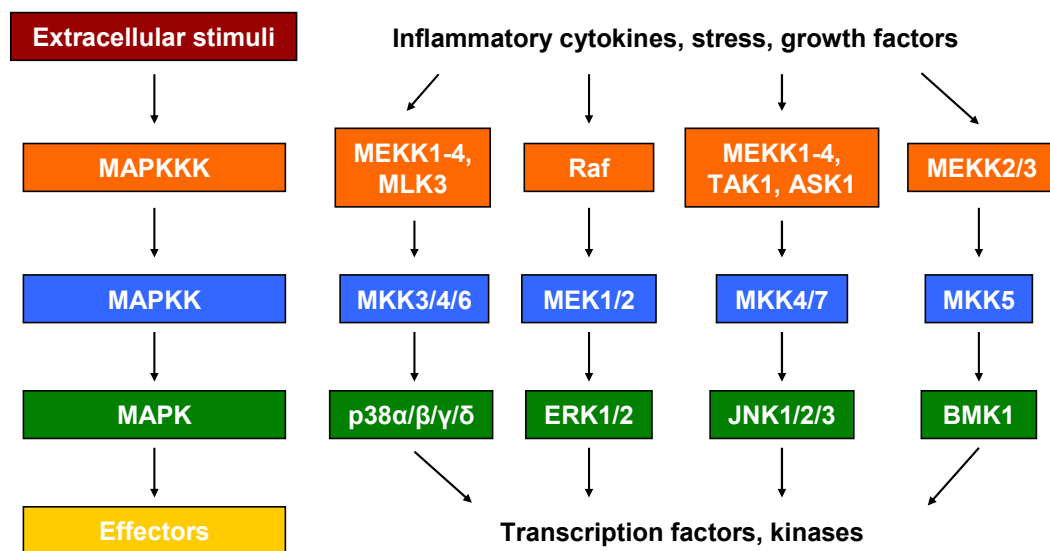 Extracellular stimuli
Inflammatory cytokines, stress, growth factors
MAPKKK
MEKK1-4,
MLK3
Raf
MEKK1-4,
TAK1, ASK1
MEKK2/3
MAPKK
MKK3/4/6
MEK1/2
MKK4/7
MKK5
MAPK
p38α/β/γ/δ
ERK1/2
JNK1/2/3
BMK1
Effectors
Transcription factors, kinases